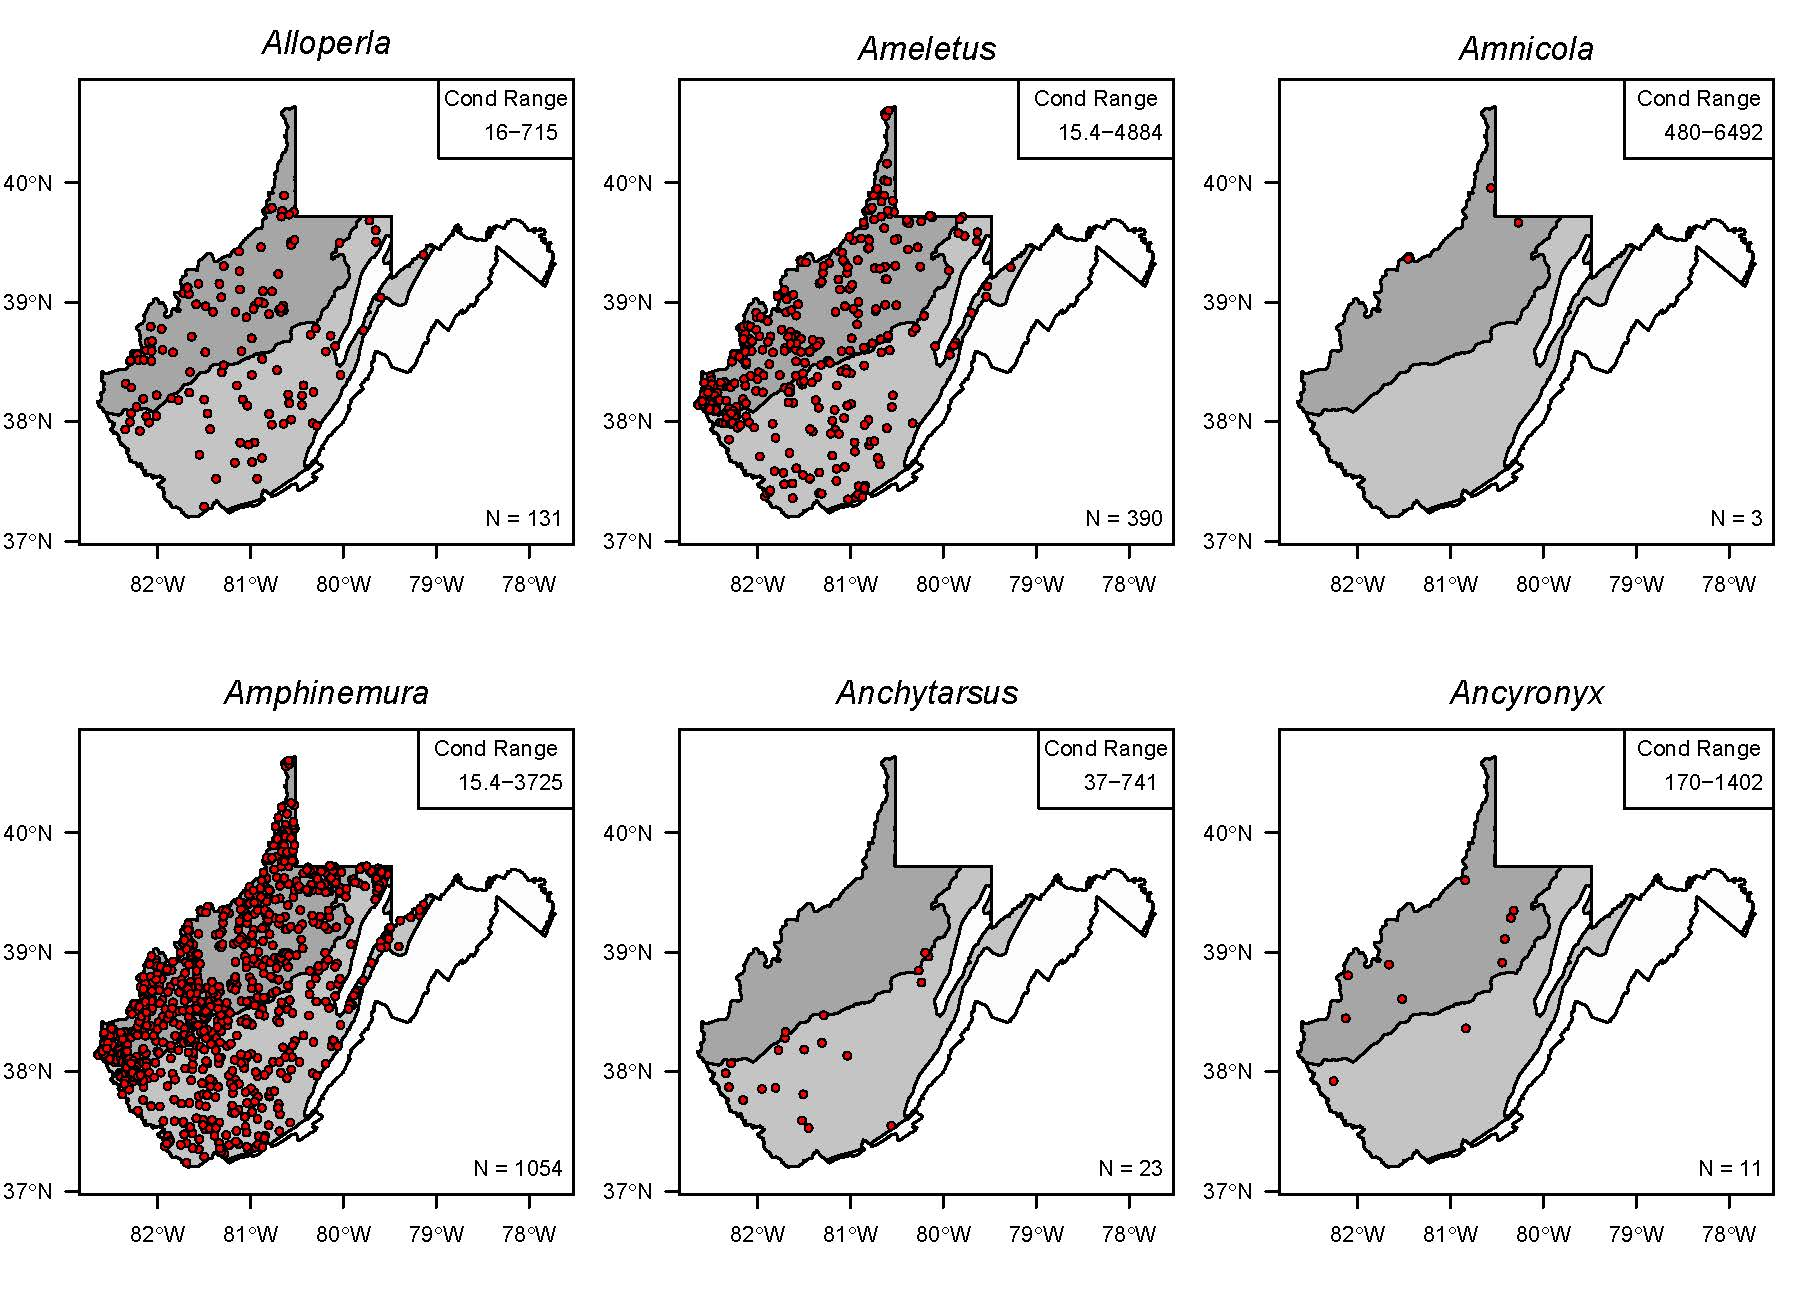 Alloperla
Cond Range
16−715
40°N
39°N
38°N
37°N
N = 131
82°W 81°W 80°W 79°W 78°W
Ameletus
Cond Range
15.4−4884
40°N
39°N
38°N
37°N
N = 390
82°W 81°W 80°W 79°W 78°W
Amnicola
Cond Range
480−6492
40°N
39°N
38°N
37°N
N = 3
82°W 81°W 80°W 79°W 78°W
Amphinemura
Cond Range
15.4−3725
40°N
39°N
38°N
37°N
N = 1054
82°W 81°W 80°W 79°W 78°W
Anchytarsus
Cond Range
37−741
40°N
39°N
38°N
37°N
N = 23
82°W 81°W 80°W 79°W 78°W
Ancyronyx
Cond Range
170−1402
40°N
39°N
38°N
37°N
N = 11
82°W 81°W 80°W 79°W 78°W